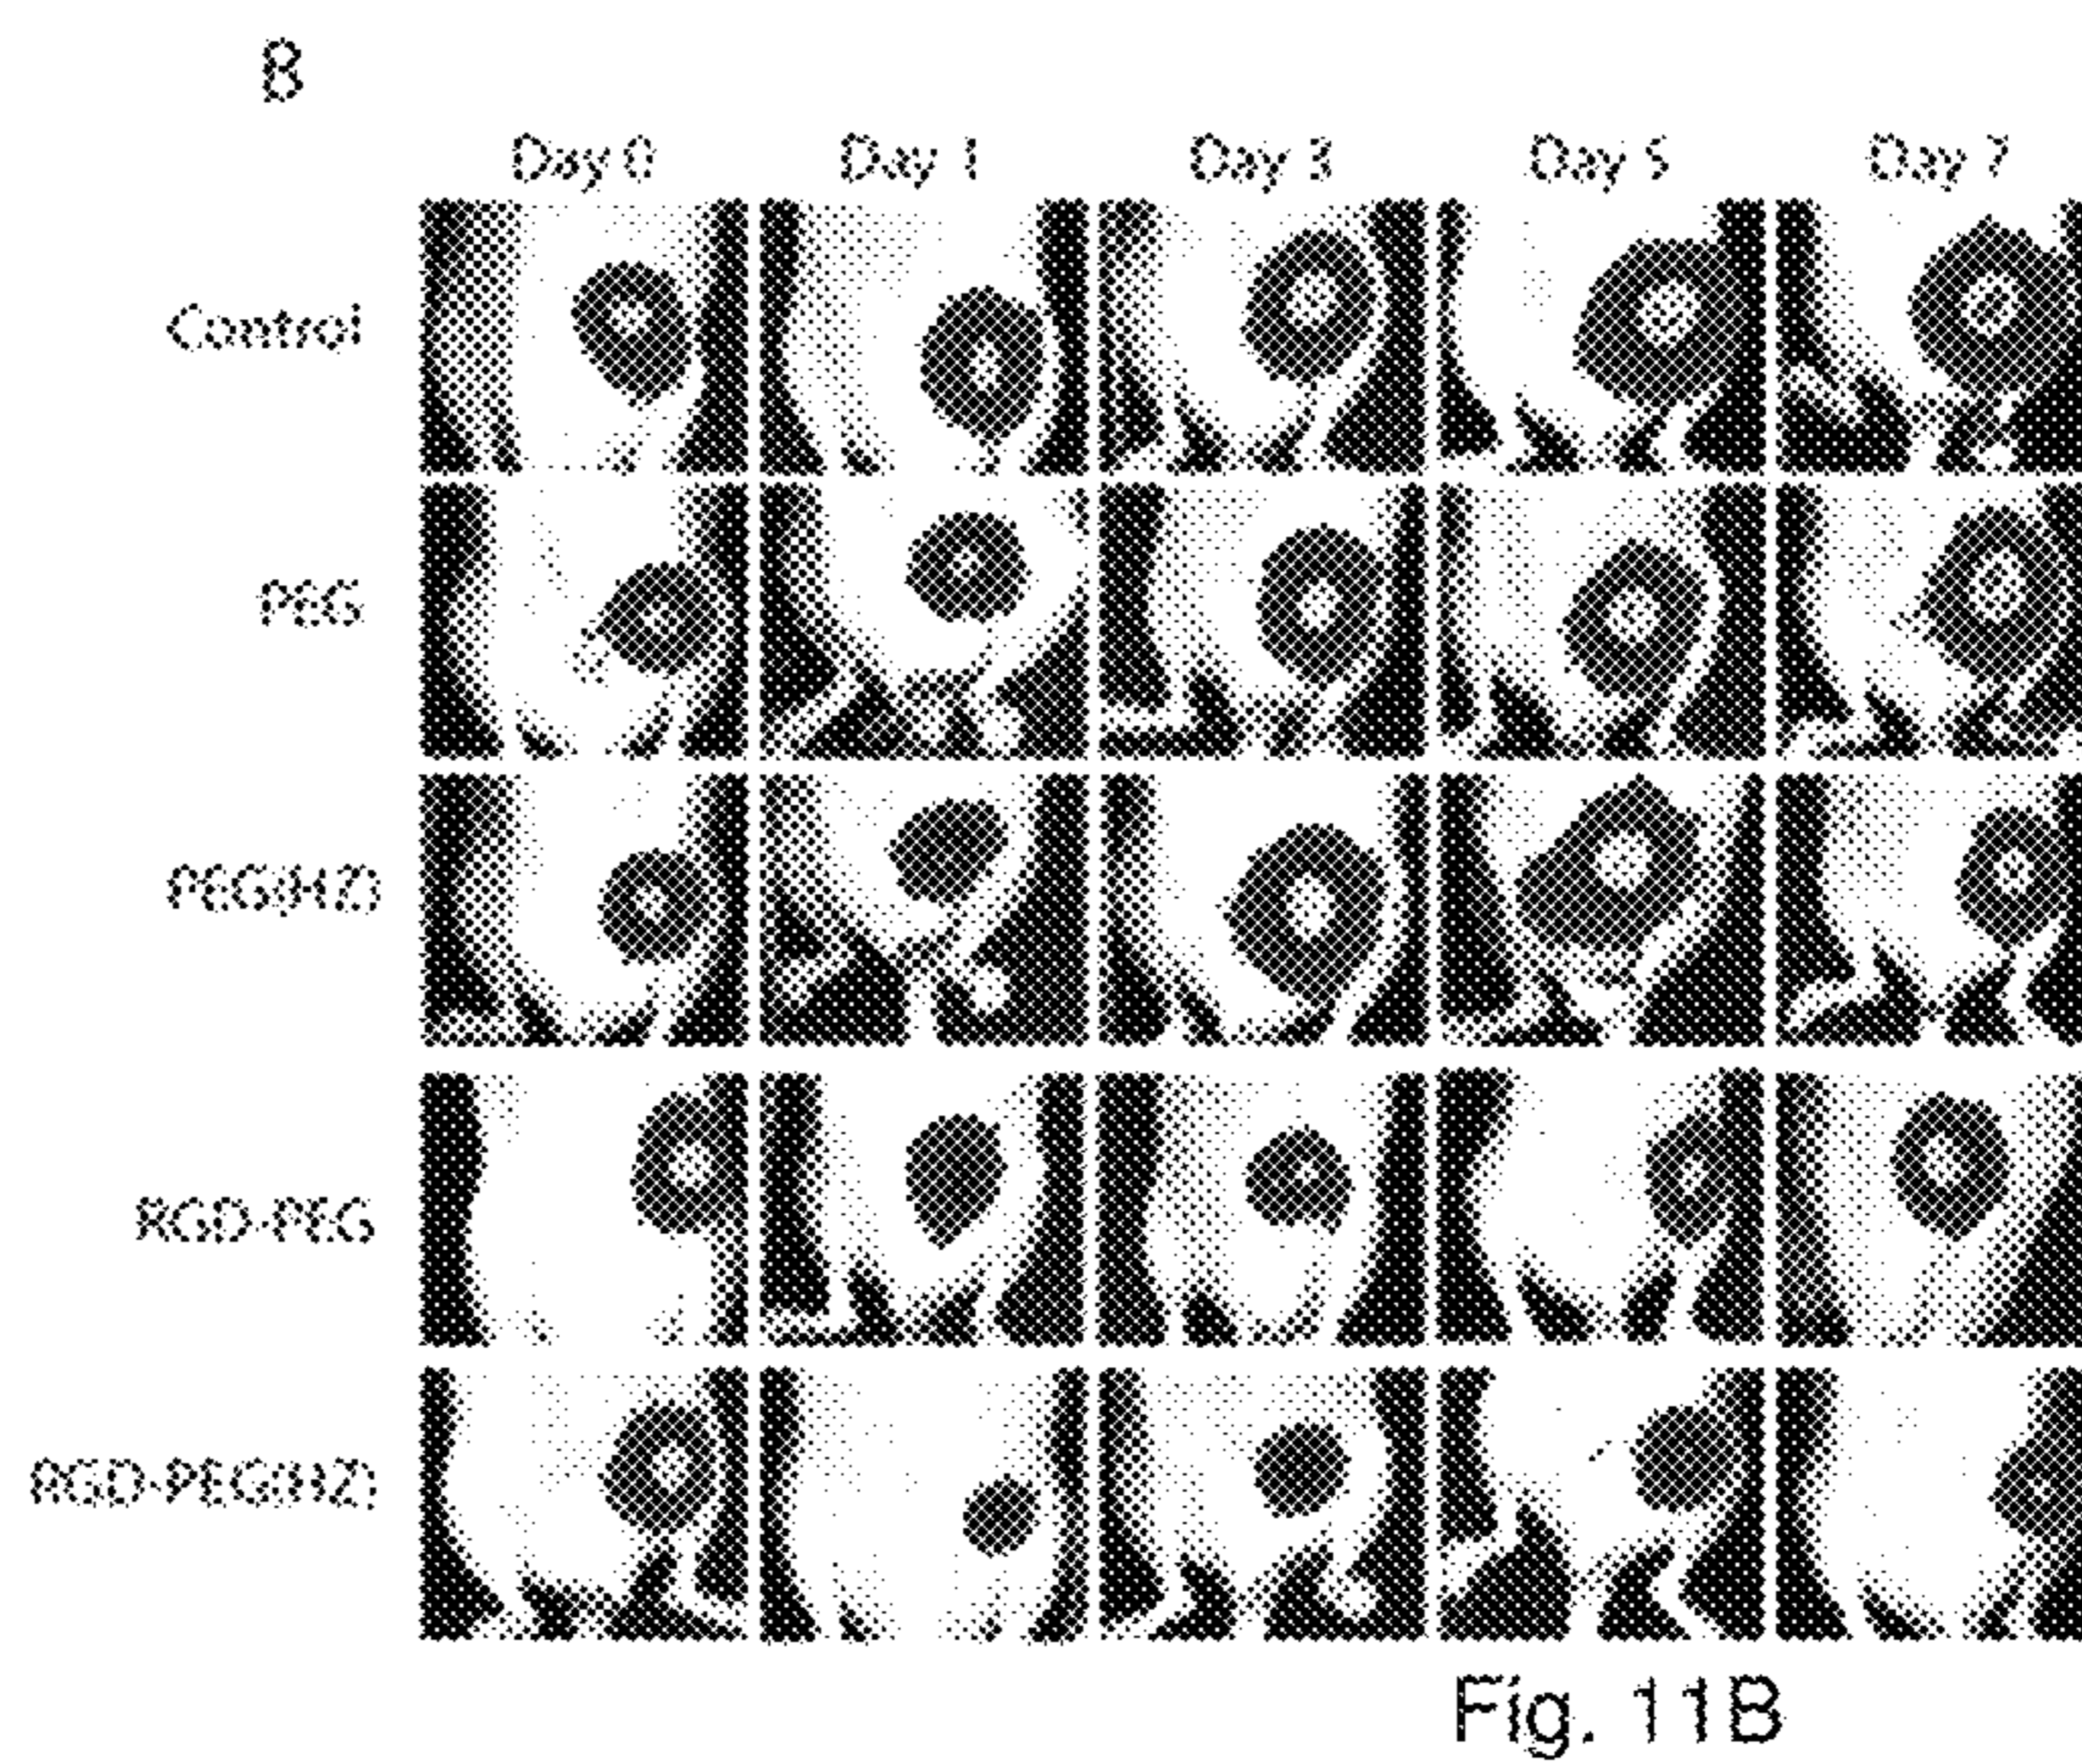 B
Day 0 Day 1 Day 3 Day 5 Day 7
Control
PEG
PEG(HZ)
RGD-PEG
RGD-PEG(HZ)
Fig. 11B